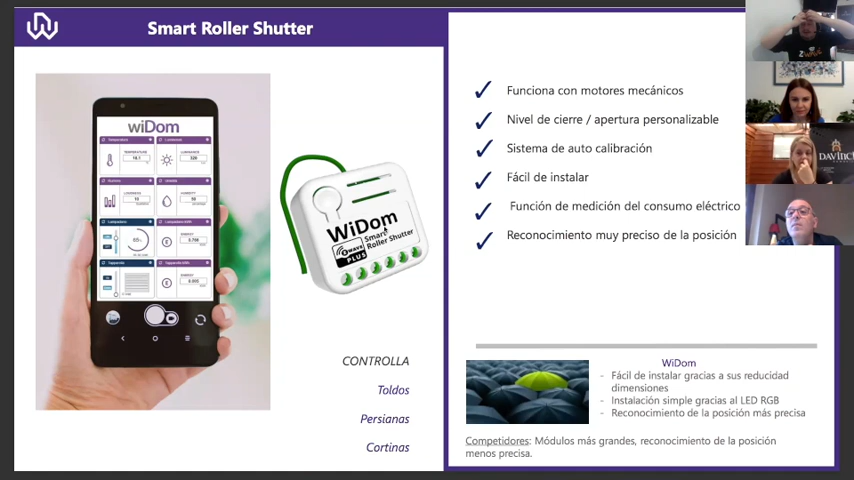 Smart Roller Shutter
wiDom
WiDom
Smart
Roller Shutter
PLUS
CONTROLLA
Toldos
Persianas
Cortinas
Funciona con motores mecánicos
Nivel de cierre / apertura personalizable
Sistema de auto calibración
Fácil de instalar
Función de medición del consumo eléctrico
Reconocimiento muy preciso de la posición
WiDom
- Fácil de instalar gracias a sus reducidad
dimensiones
- Instalación simple gracias al LED RGB
- Reconocimiento de la posición más precisa
Competidores: Módulos más grandes, reconocimiento de la posición
menos precisa.
DAVINCI